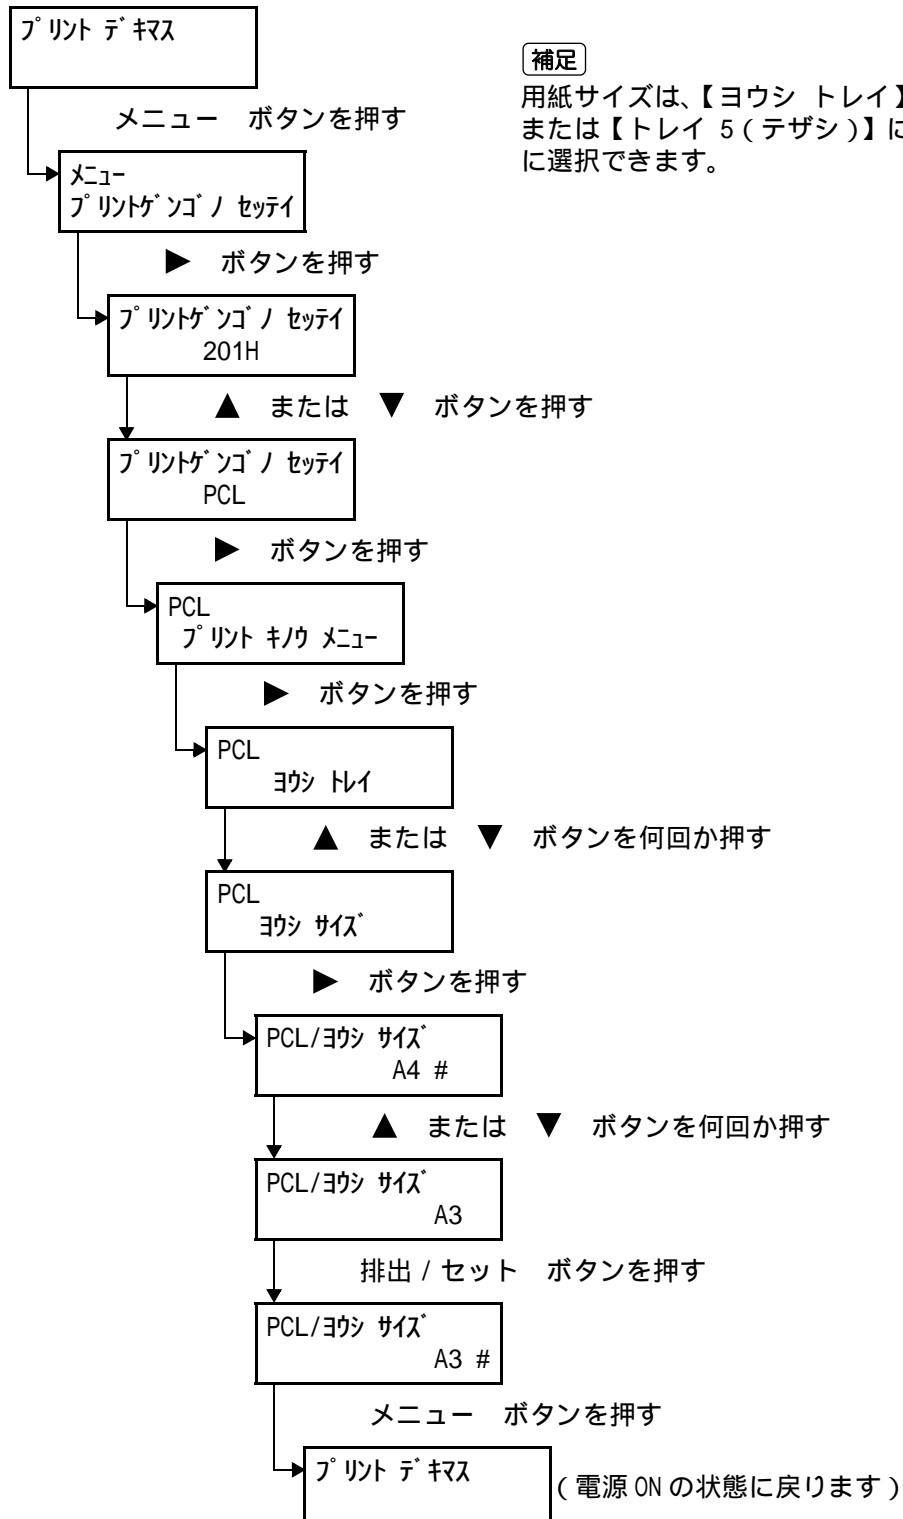 プリント デキマス
補足
用紙サイズは、【ヨウシ トレイ】
または【トレイ 5(テザシ)】に
に選択できます。
メニュー ボタンを押す
メニュー
プリントゲンゴノ セッテイ
▶ ボタンを押す
プリントゲンゴノ セッテイ
201H
▲ または ▼ ボタンを押す
プリントゲンゴノ セッテイ
PCL
▶ ボタンを押す
PCL
プリント キノウ メニュー
▶ ボタンを押す
PCL
ヨウシ トレイ
▲ または ▼ ボタンを何回か押す
PCL
ヨウシ サイズ
▶ ボタンを押す
PCL/ヨウシ サイズ
A4 #
▲ または ▼ ボタンを何回か押す
PCL/ヨウシ サイズ
A3
排出/セット ボタンを押す
PCL/ヨウシ サイズ
A3 #
メニュー ボタンを押す
プリント デキマス
(電源ONの状態に戻ります)